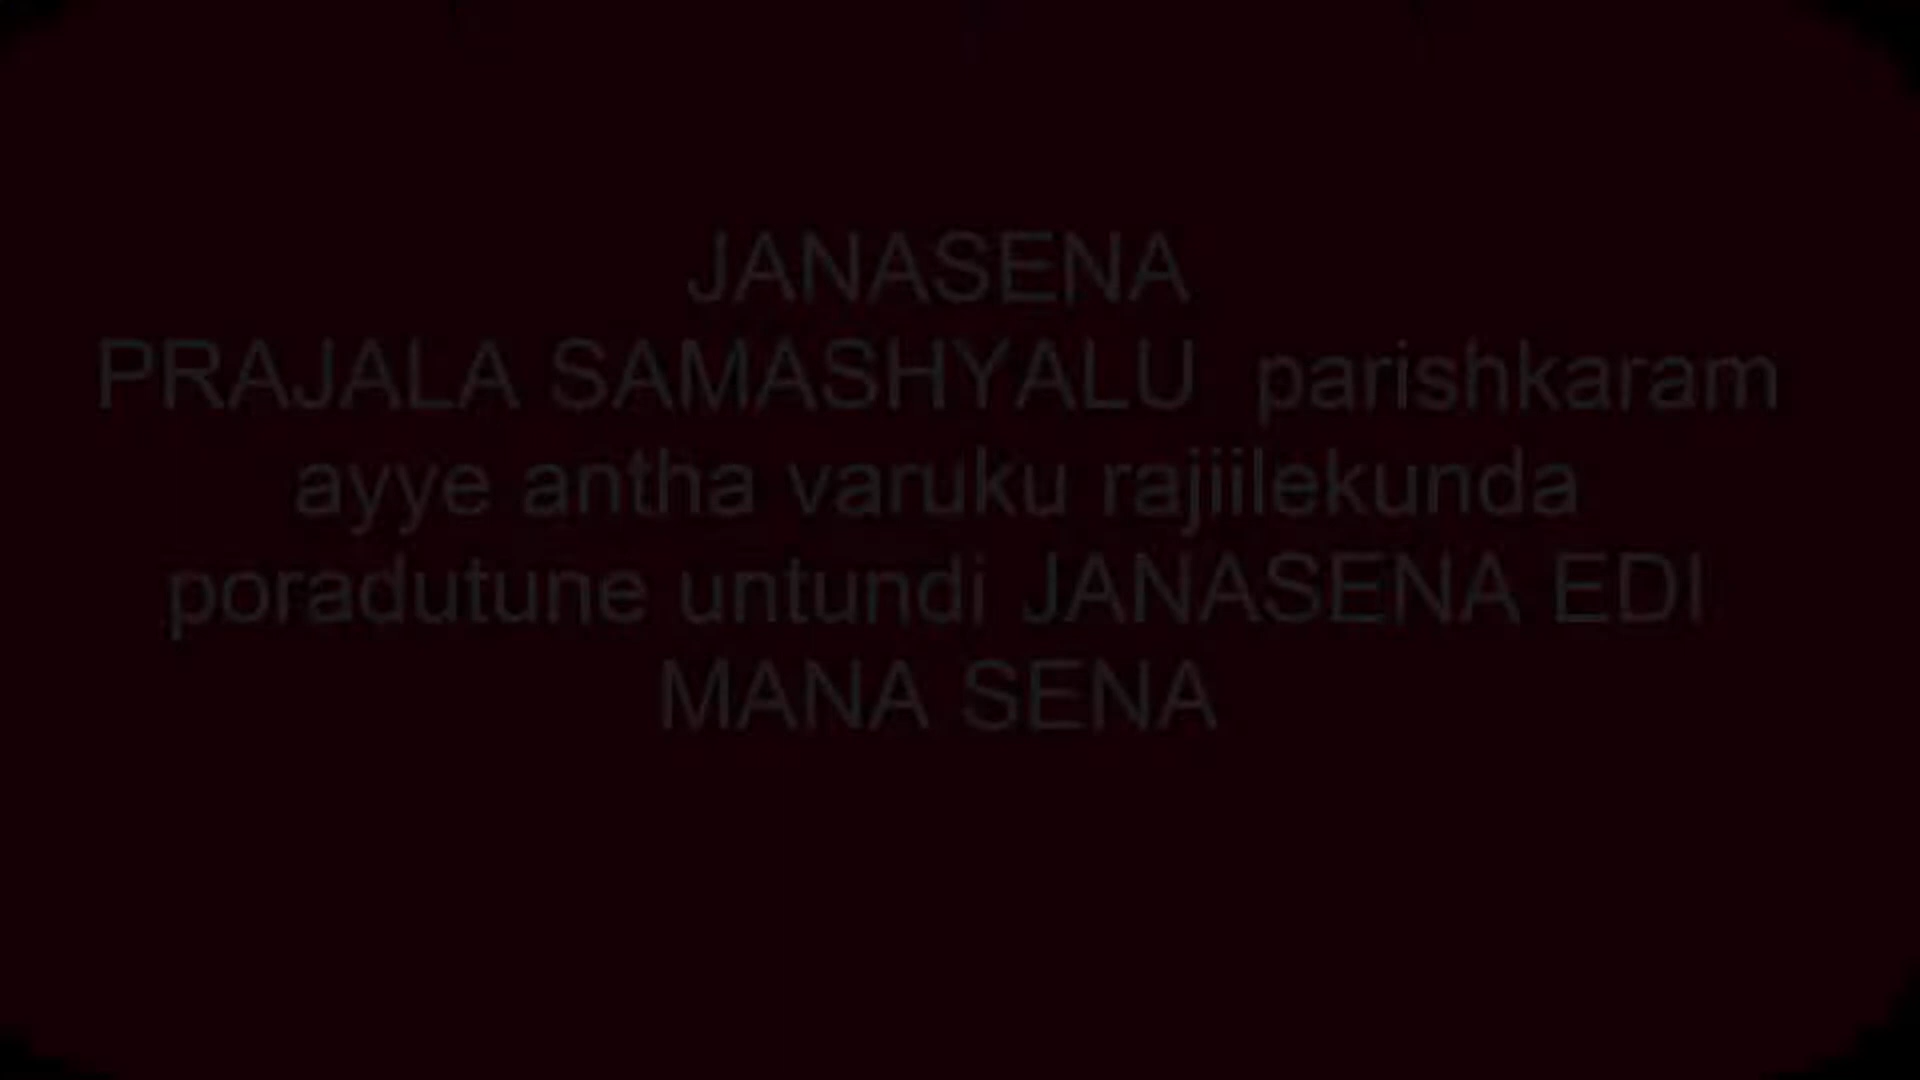 JANASENA
PRAJALA SAMASHYALU parishkaram
ayye antha varuku rajiilekunda
poradutune untundi JANASENA EDI
MANA SENA